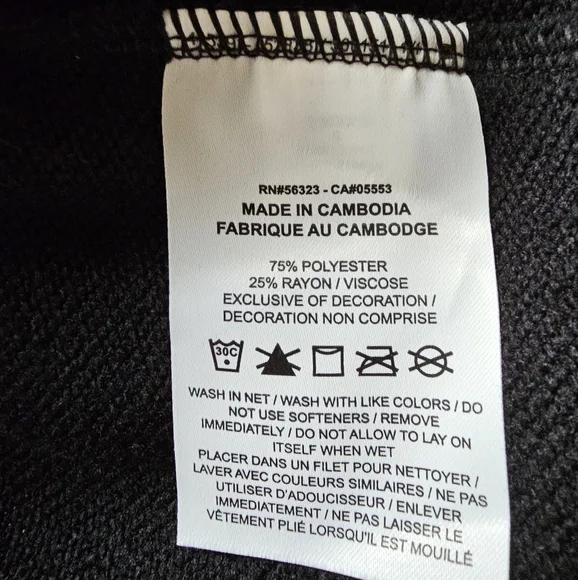 RN#56323 - CA#05553
MADE IN CAMBODIA
FABRIQUE AU CAMBODGE
75% POLYESTER
25% RAYON / VISCOSE
EXCLUSIVE OF DECORATION /
DECORATION NON COMPRISE
30C
WASH IN NET / WASH WITH LIKE COLORS / DO
NOT USE SOFTENERS / REMOVE
IMMEDIATELY / DO NOT ALLOW TO LAY ON
ITSELF WHEN WET
PLACER DANS UN FILET POUR NETTOYER /
LAVER AVEC COULEURS SIMILAIRES / NE PAS
UTILISER D'ADOUCISSEUR / ENLEVER
IMMEDIATEMENT / NE PAS LAISSER LE
VÊTEMENT PLIÉ LORSQU'IL EST MOUILLÉ